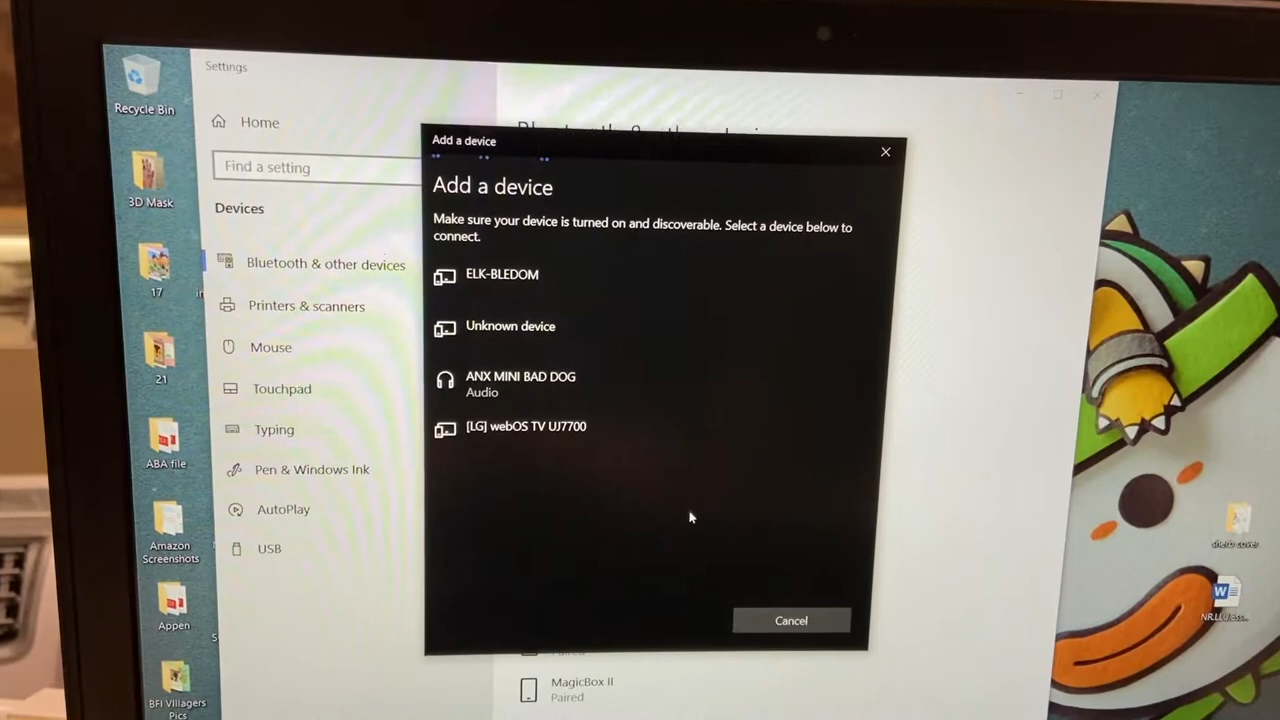 Recycle Bin
3D Mask
17
21
ABA file
Amazon
Screenshots
Appen
BFI Villagers
Pics
Settings
Home
Find a setting
Devices
Bluetooth & other devices
Printers & scanners
Mouse
Touchpad
Typing
Pen & Windows Ink
AutoPlay
USB
Add a device
Add a device
Make sure your device is turned on and discoverable. Select a device below to
connect.
ELK-BLEDOM
Unknown device
ANX MINI BAD DOG
Audio
[LG] webOS TV UJ7700
Cancel
MagicBox II
Paired
sherb cover